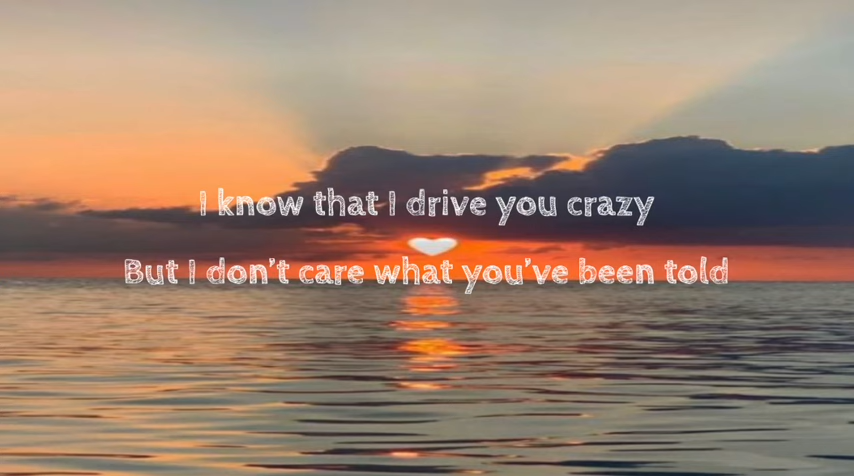 I know that I drive you crazy
But I don't care what you've been told